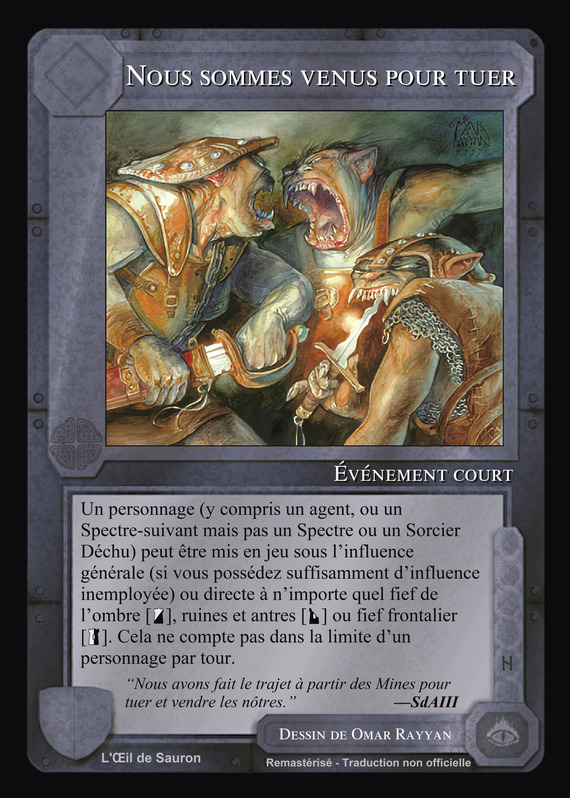 Nous sommes venus pour tuer
Événement court
Un personnage (y compris un agent, ou un
Spectre-suivant mais pas un Spectre ou un Sorcier
Déchu) peut être mis en jeu sous l'influence
générale (si vous possédez suffisamment d'influence
inemployée) ou directe à n'importe quel fief de
l'ombre [ ], ruines et antres [ ] ou fief frontalier
[ ]. Cela ne compte pas dans la limite d'un
personnage par tour.
“Nous avons fait le trajet à partir des Mines pour
tuer et vendre les nôtres.” —SdAIII
Dessin de Omar Rayyan
L'Œil de Sauron
Remastérisé - Traduction non officielle